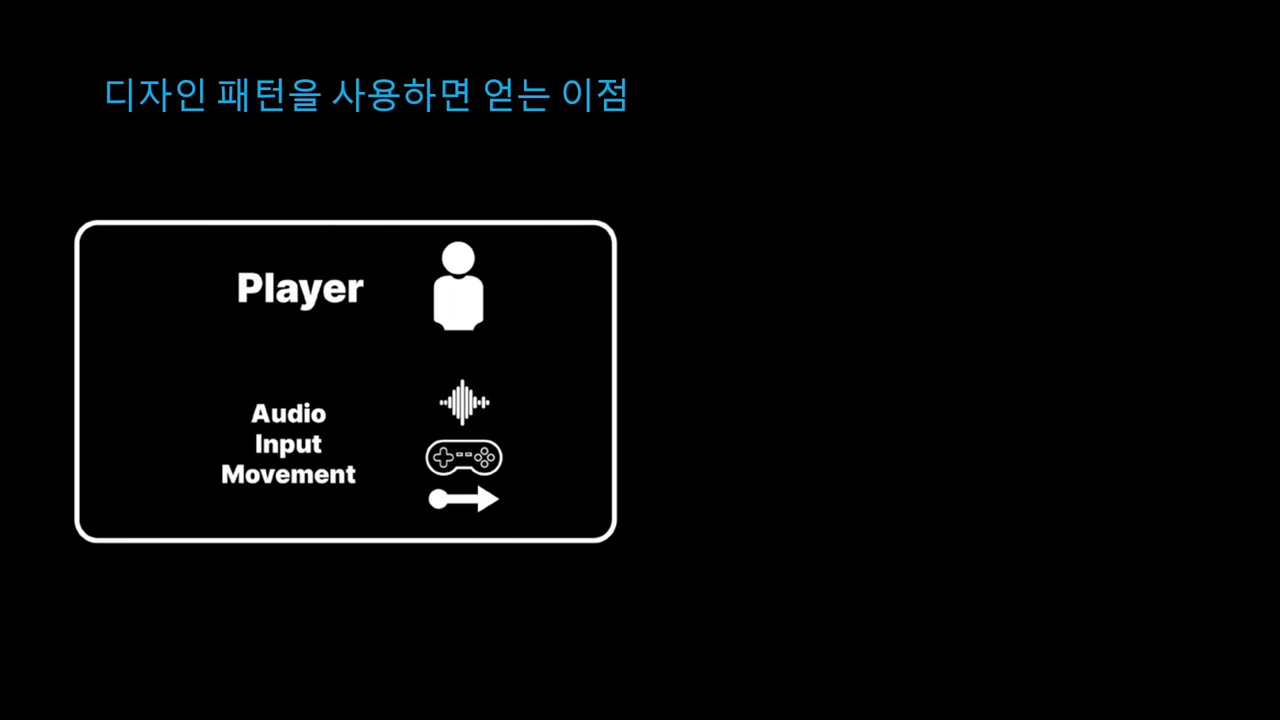 디자인 패턴을 사용하면 얻는 이점
Player
Audio
Input
Movement